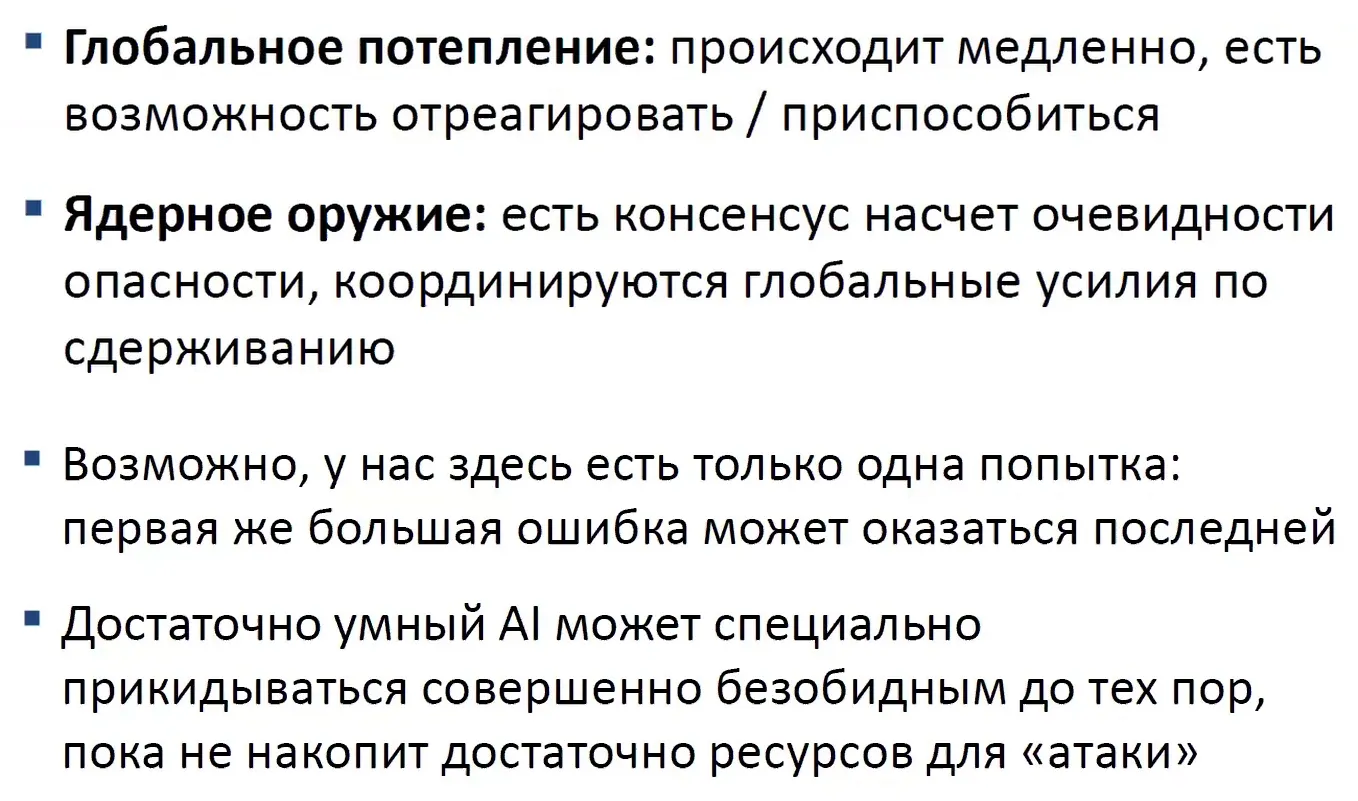 Глобальное потепление: происходит медленно, есть
возможность отреагировать / приспособиться
Ядерное оружие: есть консенсус насчет очевидности
опасности, координируются глобальные усилия по
сдерживанию
Возможно, у нас здесь есть только одна попытка:
первая же большая ошибка может оказаться последней
Достаточно умный AI может специально
прикидываться совершенно безобидным до тех пор,
пока не накопит достаточно ресурсов для «атаки»